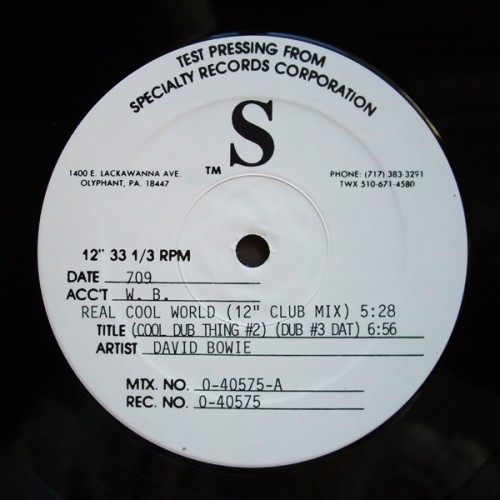 TEST PRESSING FROM
SPECIALTY RECORDS CORPORATION
S
TM
1400 E. LACKAWANNA AVE.
OLYPHANT, PA. 18447
PHONE: (717) 383-3291
TWX 510-671-4580
12" 33 1/3 RPM
DATE 709
ACC'T W. B.
REAL COOL WORLD (12" CLUB MIX) 5:28
TITLE (COOL DUB THING #2) (DUB #3 DAT) 6:56
ARTIST DAVID BOWIE
MTX. NO. 0-40575-A
REC. NO. 0-40575